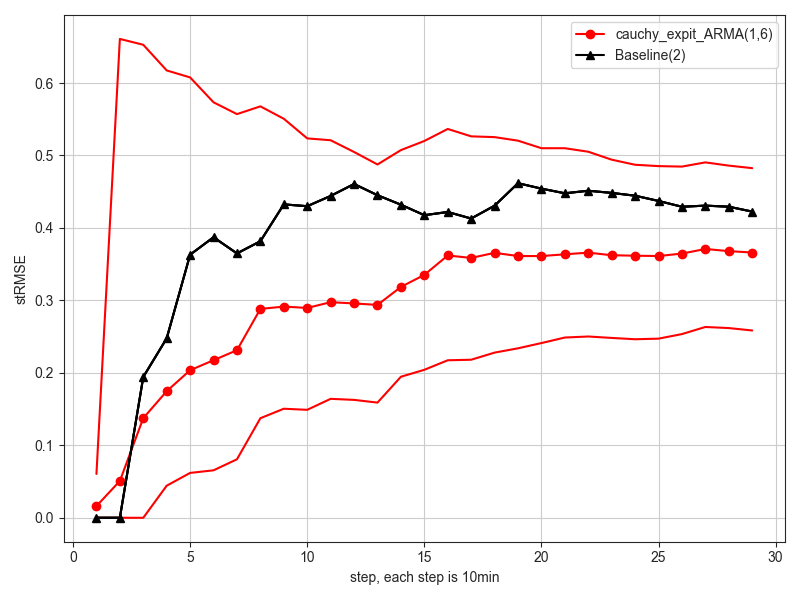 cauchy_expit_ARMA(1,6)
Baseline(2)
stRMSE
0.6
0.5
0.4
0.3
0.2
0.1
0.0
0 5 10 15 20 25 30
step, each step is 10min